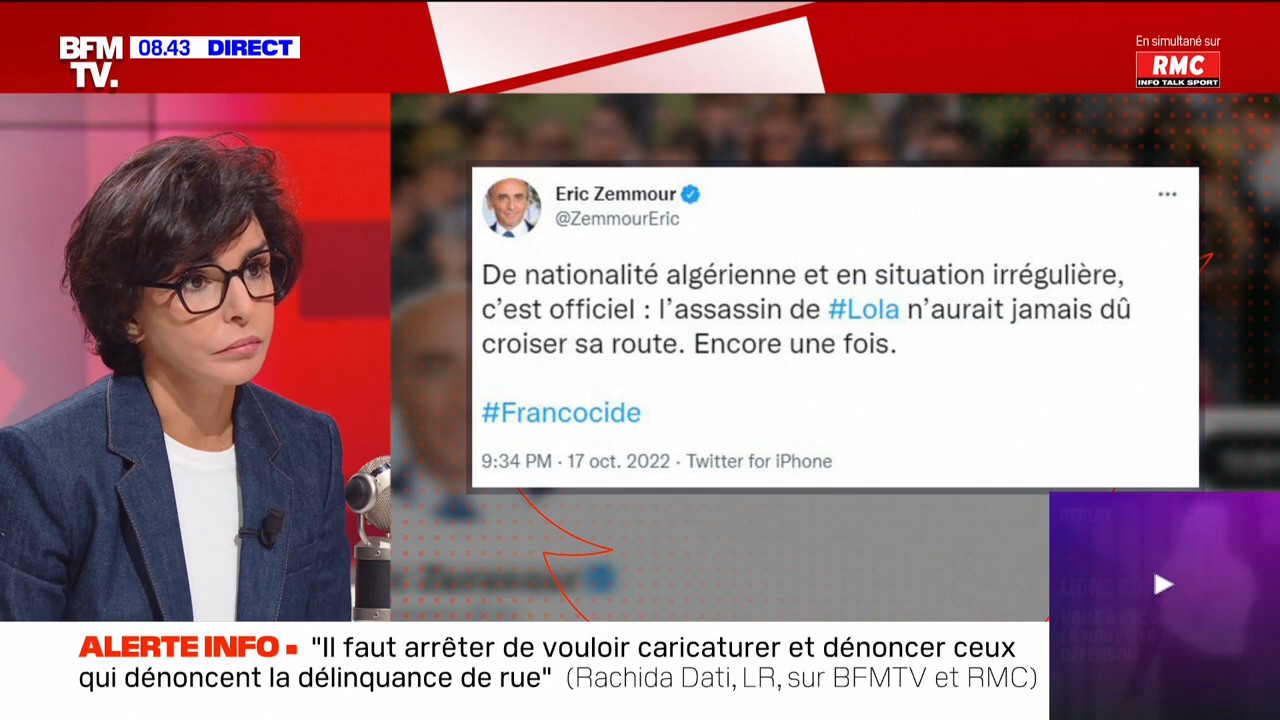 BFM
TV.
08.43 DIRECT
En simultané sur
RMC
INFO TALK SPORT
Eric Zemmour
@ZemmourEric
De nationalité algérienne et en situation irrégulière,
c'est officiel : l'assassin de #Lola n'aurait jamais dû
croiser sa route. Encore une fois.
#Francocide
9:34 PM · 17 oct. 2022 · Twitter for iPhone
REPLAY
ALERTE INFO "Il faut arrêter de vouloir caricaturer et dénoncer ceux
qui dénoncent la délinquance de rue" (Rachida Dati, LR, sur BFMTV et RMC)